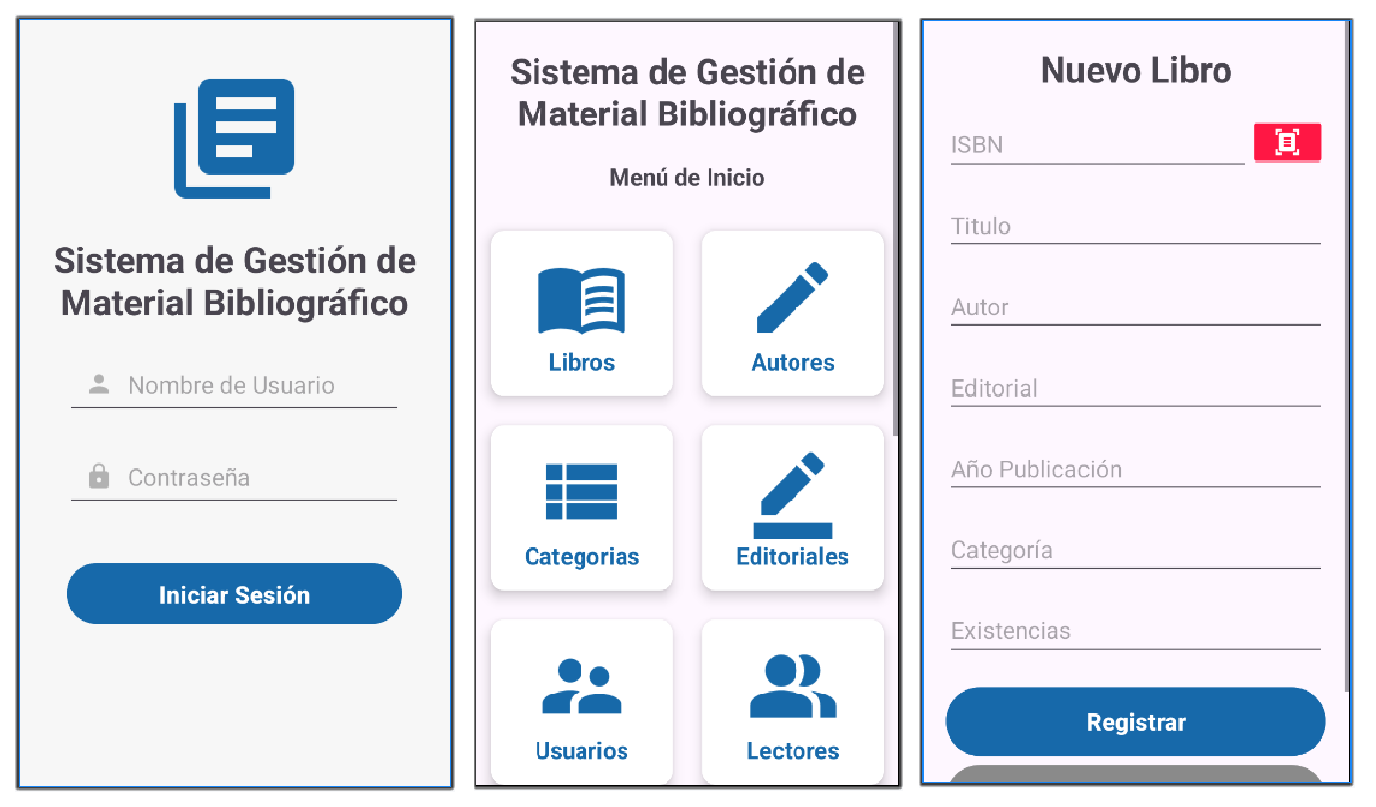 Sistema de Gestión de
Material Bibliográfico
Nombre de Usuario
Contraseña
Iniciar Sesión
Sistema de Gestión de
Material Bibliográfico
Menú de Inicio
Libros
Autores
Categorias
Editoriales
Usuarios
Lectores
Nuevo Libro
ISBN
Titulo
Autor
Editorial
Año Publicación
Categoría
Existencias
Registrar